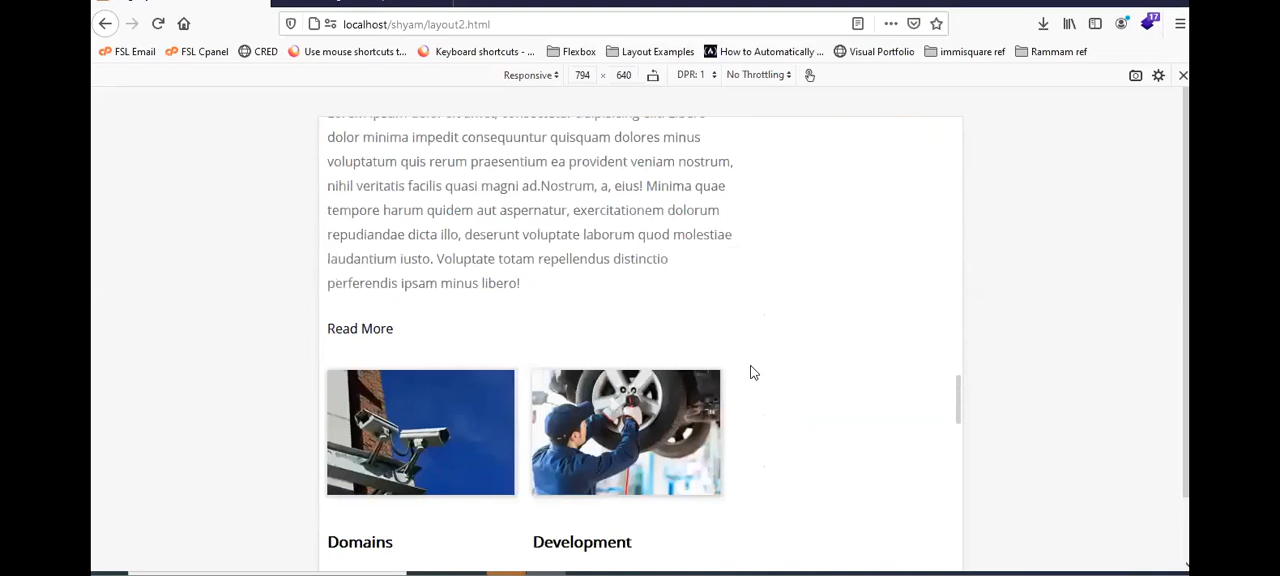 localhost/shyam/layout2.html
17
FSL Email FSL Cpanel CRED Use mouse shortcuts t... Keyboard shortcuts - ... Flexbox Layout Examples How to Automatically ... Visual Portfolio immisquare ref Rammam ref
Responsive 794 × 640 DPR: 1 No Throttling
dolor minima impedit consequuntur quisquam dolores minus
voluptatum quis rerum praesentium ea provident veniam nostrum,
nihil veritatis facilis quasi magni ad.Nostrum, a, eius! Minima quae
tempore harum quidem aut aspernatur, exercitationem dolorum
repudiandae dicta illo, deserunt voluptate laborum quod molestiae
laudantium iusto. Voluptate totam repellendus distinctio
perferendis ipsam minus libero!
Read More
Domains Development